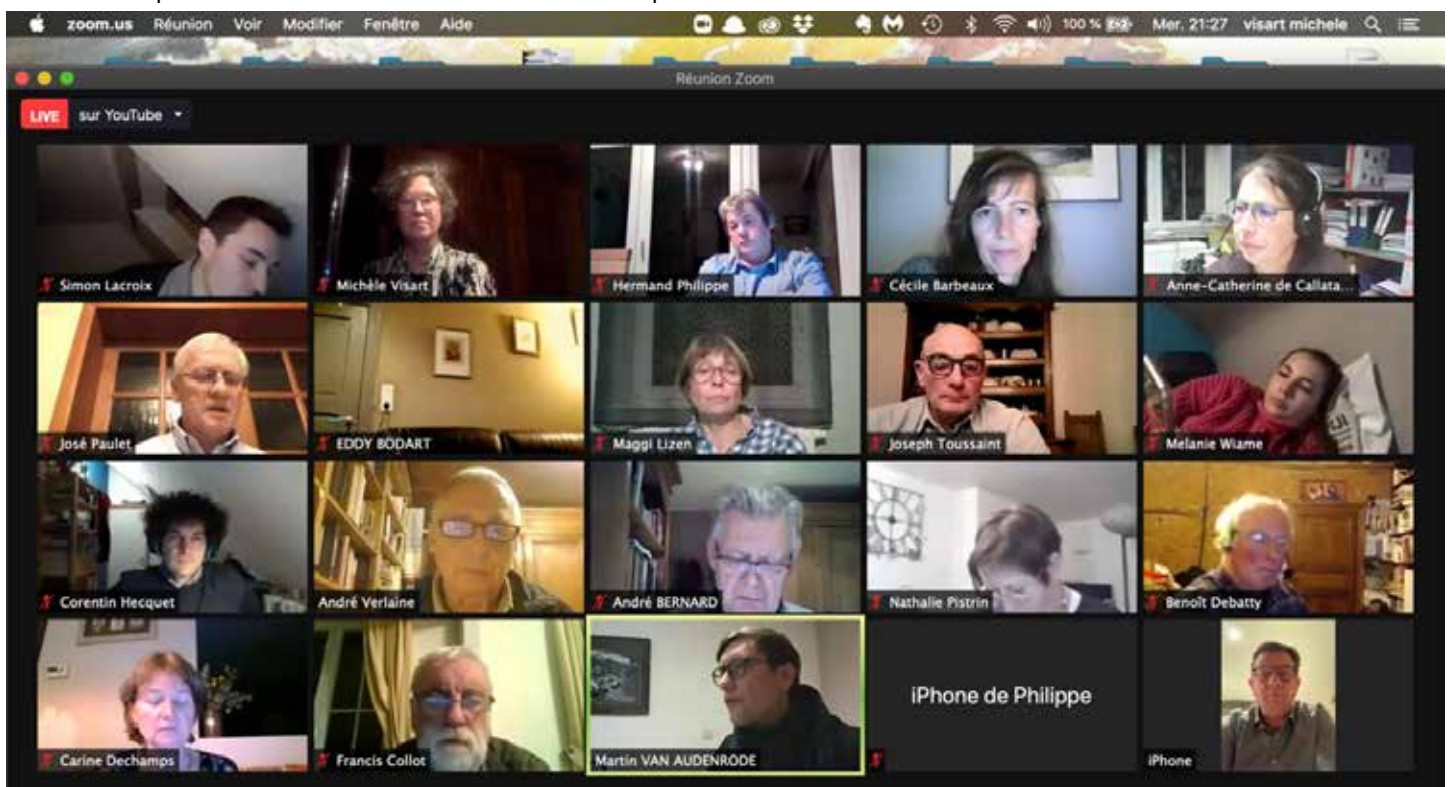 zoom.us Réunion Voir Modifier Fenêtre Aide 100 % Mer. 21:27 visart michele
Réunion Zoom
LIVE sur YouTube
Simon Lacroix
Michèle Visart
Hermand Philippe
Cécile Barbeaux
Anne-Catherine de Callata...
José Paulet
EDDY BODART
Maggi Lizen
Joseph Toussaint
Melanie Wiame
Corentin Hecquet
André Verlaine
André BERNARD
Nathalie Pistrin
Benoît Debatty
Carine Dechamps
Francis Collot
Martin VAN AUDENRODE
iPhone de Philippe
iPhone